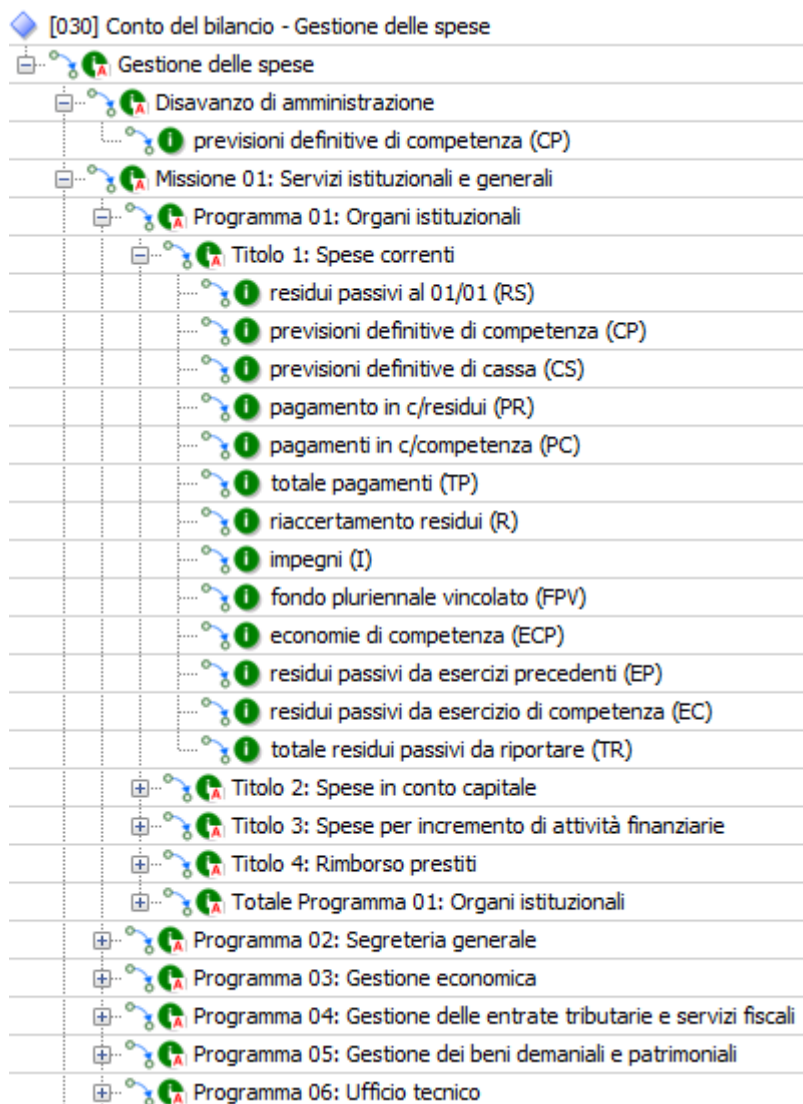 [030] Conto del bilancio - Gestione delle spese
Gestione delle spese
Disavanzo di amministrazione
previsioni definitive di competenza (CP)
Missione 01: Servizi istituzionali e generali
Programma 01: Organi istituzionali
Titolo 1: Spese correnti
residui passivi al 01/01 (RS)
previsioni definitive di competenza (CP)
previsioni definitive di cassa (CS)
pagamento in c/residui (PR)
pagamenti in c/competenza (PC)
totale pagamenti (TP)
riaccertamento residui (R)
impegni (I)
fondo pluriennale vincolato (FPV)
economie di competenza (ECP)
residui passivi da esercizi precedenti (EP)
residui passivi da esercizio di competenza (EC)
totale residui passivi da riportare (TR)
Titolo 2: Spese in conto capitale
Titolo 3: Spese per incremento di attività finanziarie
Titolo 4: Rimborso prestiti
Totale Programma 01: Organi istituzionali
Programma 02: Segreteria generale
Programma 03: Gestione economica
Programma 04: Gestione delle entrate tributarie e servizi fiscali
Programma 05: Gestione dei beni demaniali e patrimoniali
Programma 06: Ufficio tecnico